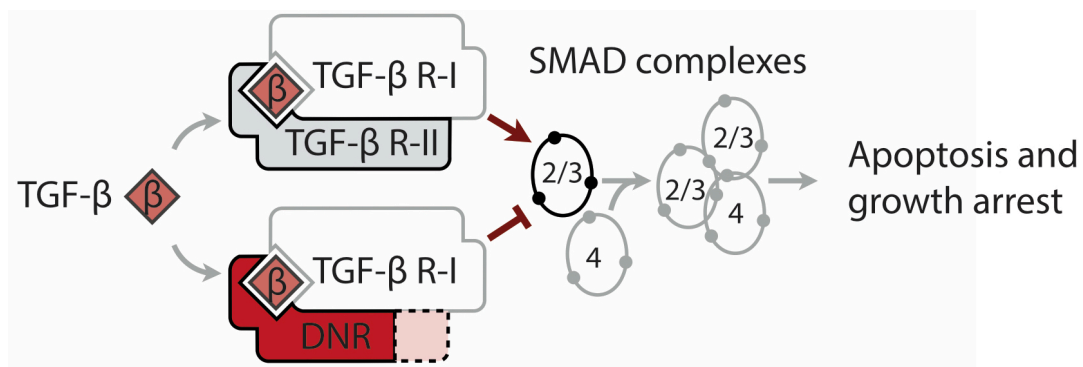 TGF-β R-I
β
TGF-β R-II
SMAD complexes
TGF-β
β
2/3
4
2/3
2/3
4
Apoptosis and
growth arrest
TGF-β R-I
β
DNR